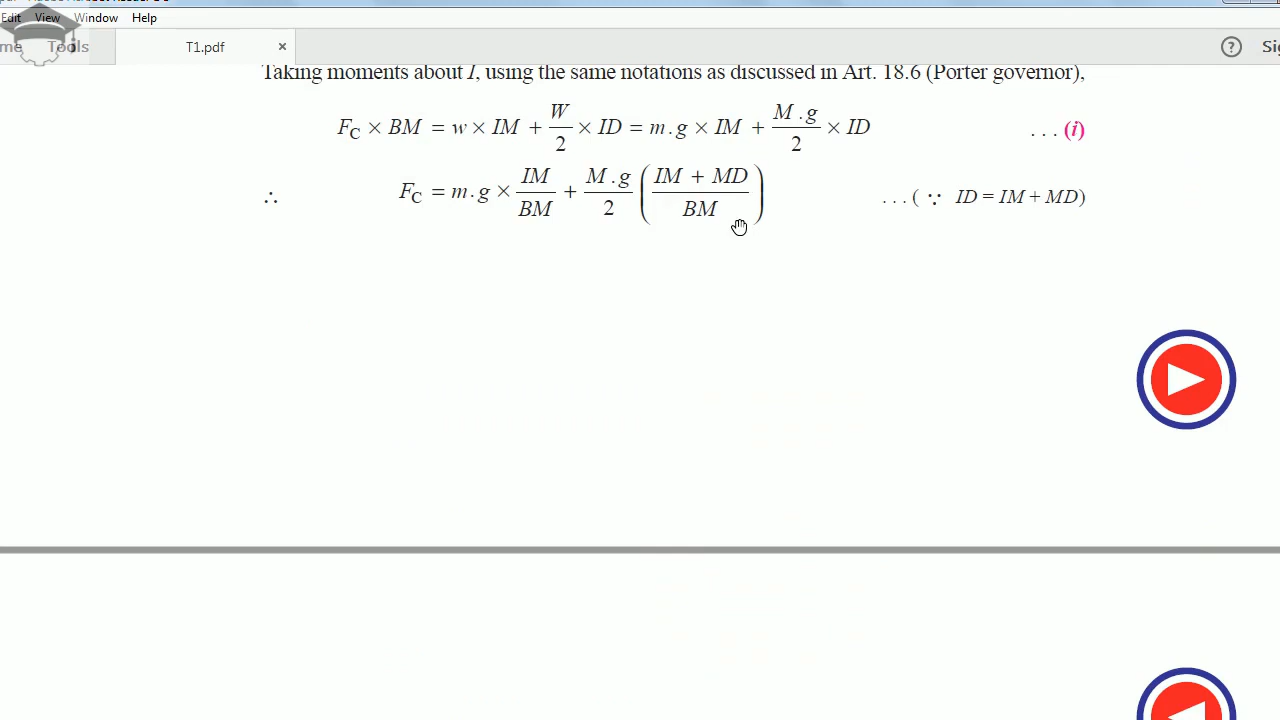 Edit View Window Help
me Tools T1.pdf × ? Sig
Taking moments about I, using the same notations as discussed in Art. 18.6 (Porter governor),
F_C × BM = w × IM + W/2 × ID = m.g × IM + M.g/2 × ID ...(i)
∴ F_C = m.g × IM/BM + M.g/2 ((IM + MD)/BM) ...(∵ ID = IM + MD)